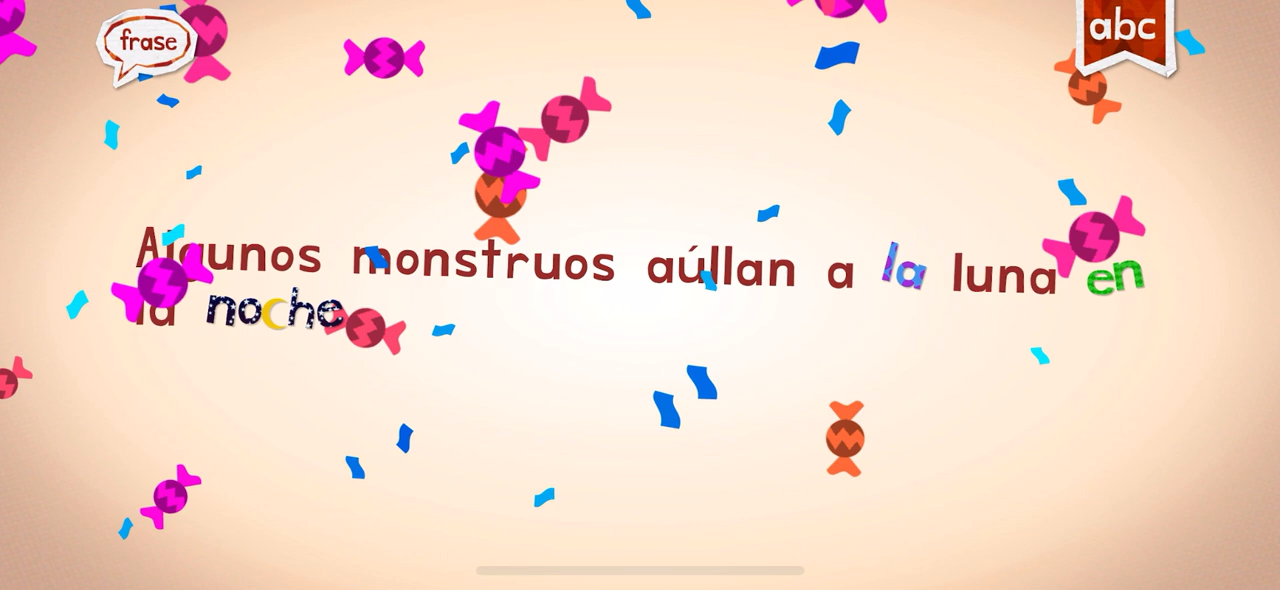 frase
abc
Algunos monstruos aúllan a la luna en
la noche